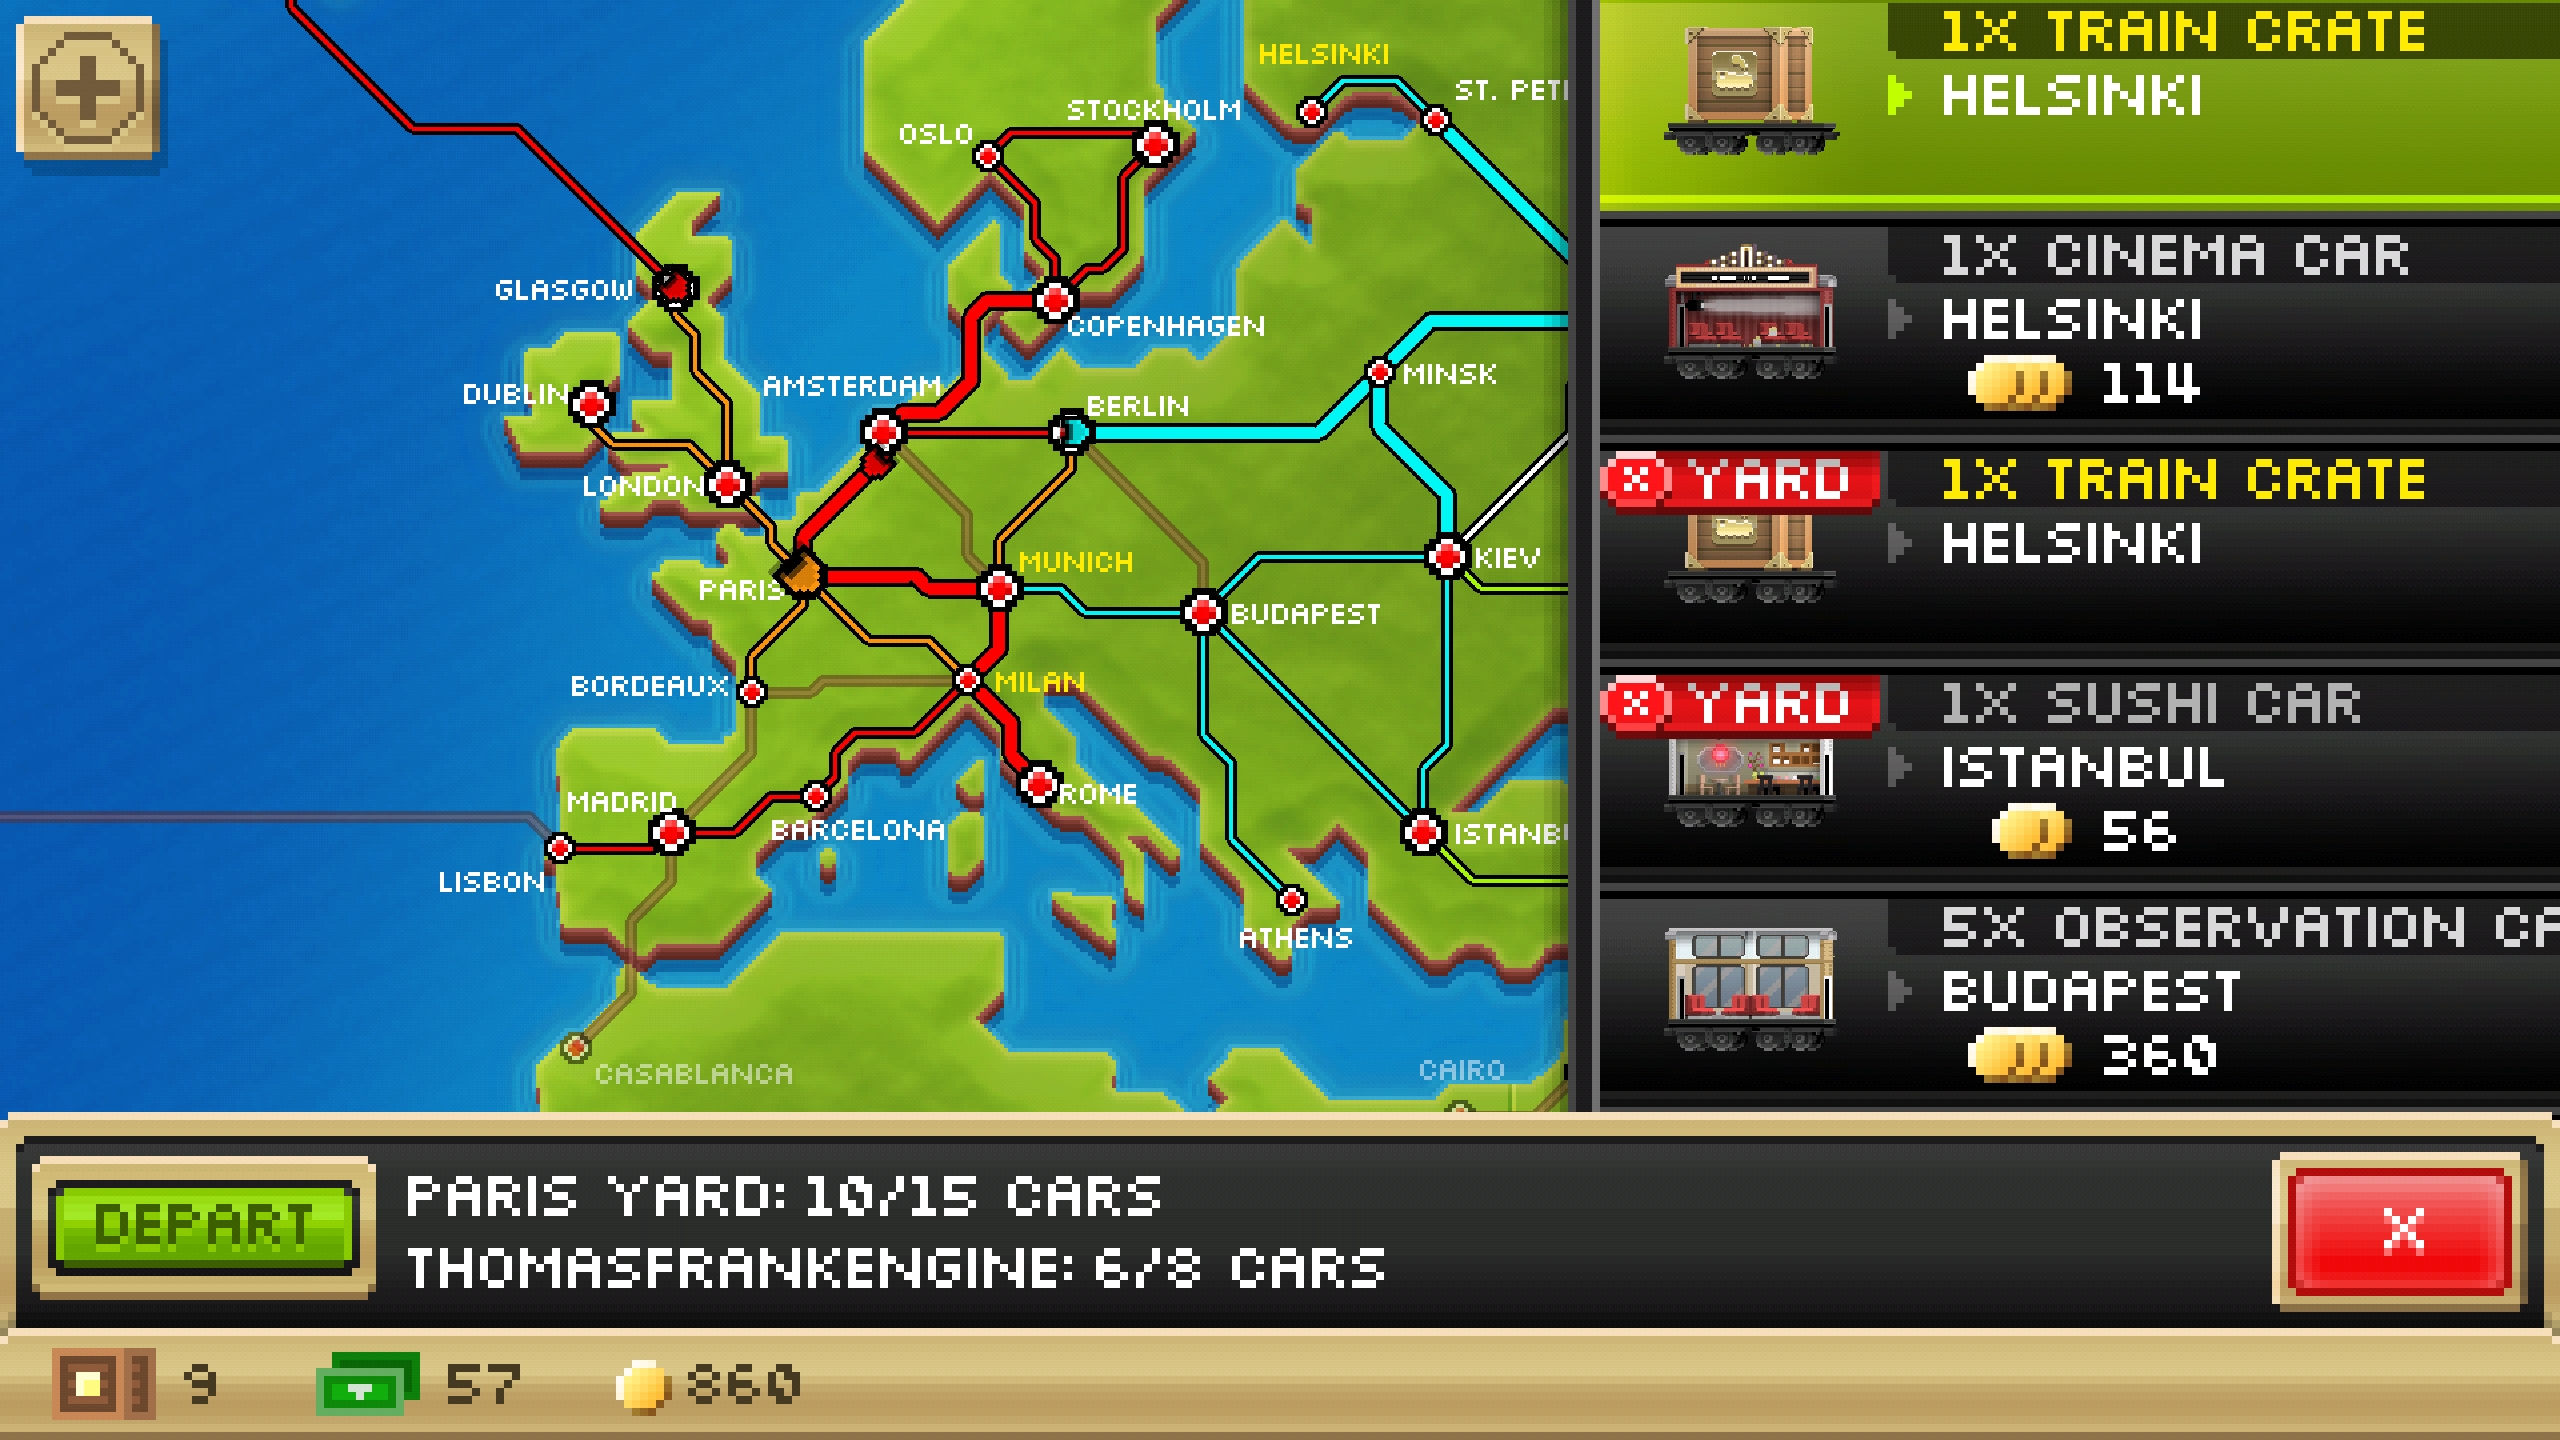 HELSINKI
ST. PET
STOCKHOLM
OSLO
GLASGOW
COPENHAGEN
AMSTERDAM
DUBLIN
BERLIN
MINSK
LONDON
MUNICH
KIEV
PARIS
BUDAPEST
BORDEAUX
MILAN
MADRID
ROME
BARCELONA
ISTANB
LISBON
ATHENS
CASABLANCA
CAIRO
1X TRAIN CRATE
HELSINKI
1X CINEMA CAR
HELSINKI
114
X YARD
1X TRAIN CRATE
HELSINKI
X YARD
1X SUSHI CAR
ISTANBUL
56
5X OBSERVATION CA
BUDAPEST
360
DEPART
PARIS YARD: 10/15 CARS
THOMASFRANKENGINE: 6/8 CARS
X
9
57
860